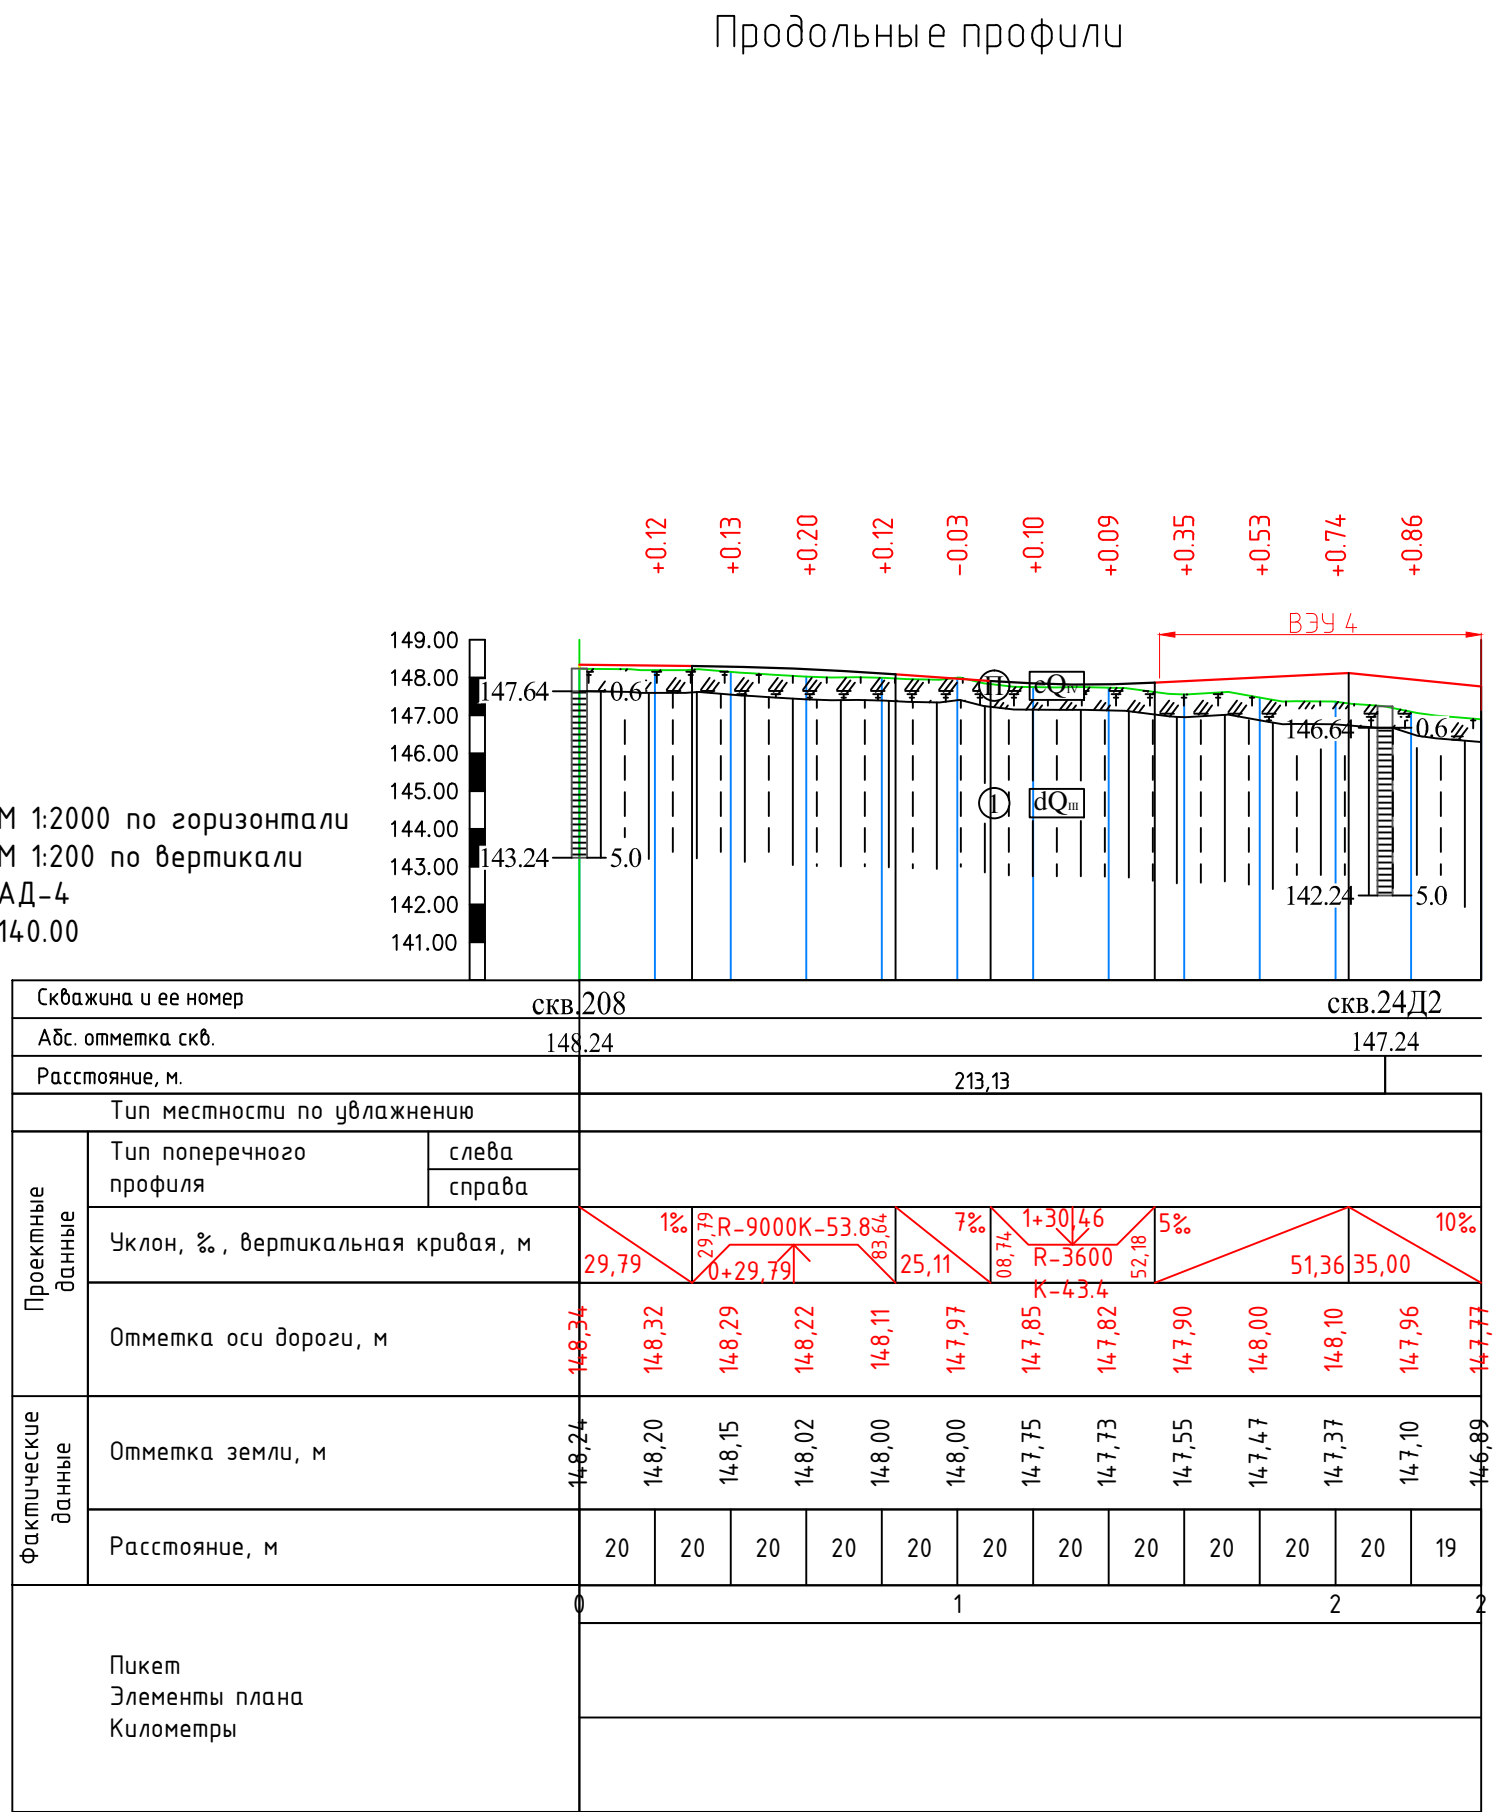 Продольные профили
+0.12 +0.13 +0.20 +0.12 -0.03 +0.10 +0.09 +0.35 +0.53 +0.74 +0.86
ВЭУ 4
149.00
148.00
147.00
146.00
145.00
144.00
143.00
142.00
141.00
147.64 0.6
143.24 5.0
II cQIV
1 dQIII
146.64 0.6
142.24 5.0
М 1:2000 по горизонтали
М 1:200 по вертикали
АД-4
140.00
Скважина и ее номер скв.208 скв.24Д2
Абс. отметка скв. 148.24 147.24
Расстояние, м. 213,13
Тип местности по увлажнению
Проектные данные
Тип поперечного профиля
слева
справа
Уклон, ‰, вертикальная кривая, м
1‰ 29,79
29,79 R-9000 К-53.8 83,64
0+29,79
7‰ 25,11
08,74 1+30,46 52,18
R-3600
К-43.4
5‰ 51,36
10‰ 35,00
Отметка оси дороги, м
148,34 148,32 148,29 148,22 148,11 147,97 147,85 147,82 147,90 148,00 148,10 147,96 147,77
Фактические данные
Отметка земли, м
148,24 148,20 148,15 148,02 148,00 148,00 147,75 147,73 147,55 147,47 147,37 147,10 146,89
Расстояние, м
20 20 20 20 20 20 20 20 20 20 20 19
0 1 2 2
Пикет
Элементы плана
Километры